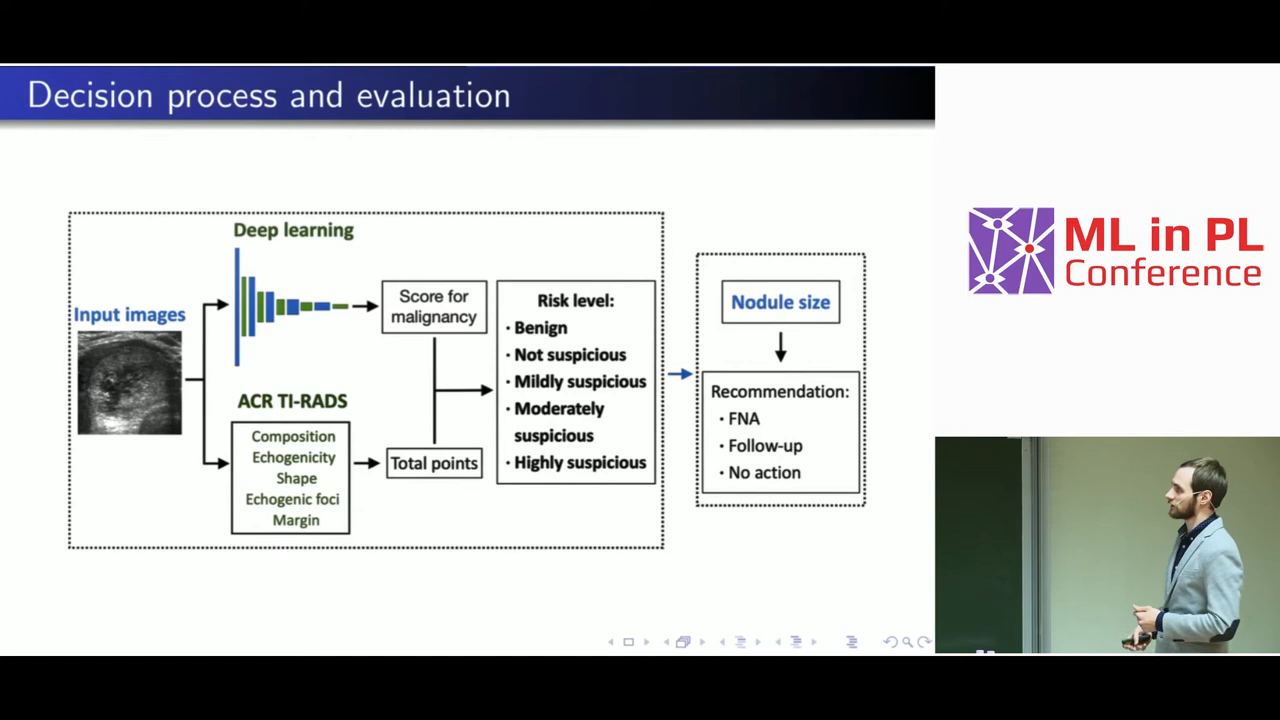 Decision process and evaluation
Deep learning
Input images
Score for
malignancy
ACR TI-RADS
Composition
Echogenicity
Shape
Echogenic foci
Margin
Total points
Risk level:
· Benign
· Not suspicious
· Mildly suspicious
· Moderately
suspicious
· Highly suspicious
Nodule size
Recommendation:
· FNA
· Follow-up
· No action
ML in PL
Conference